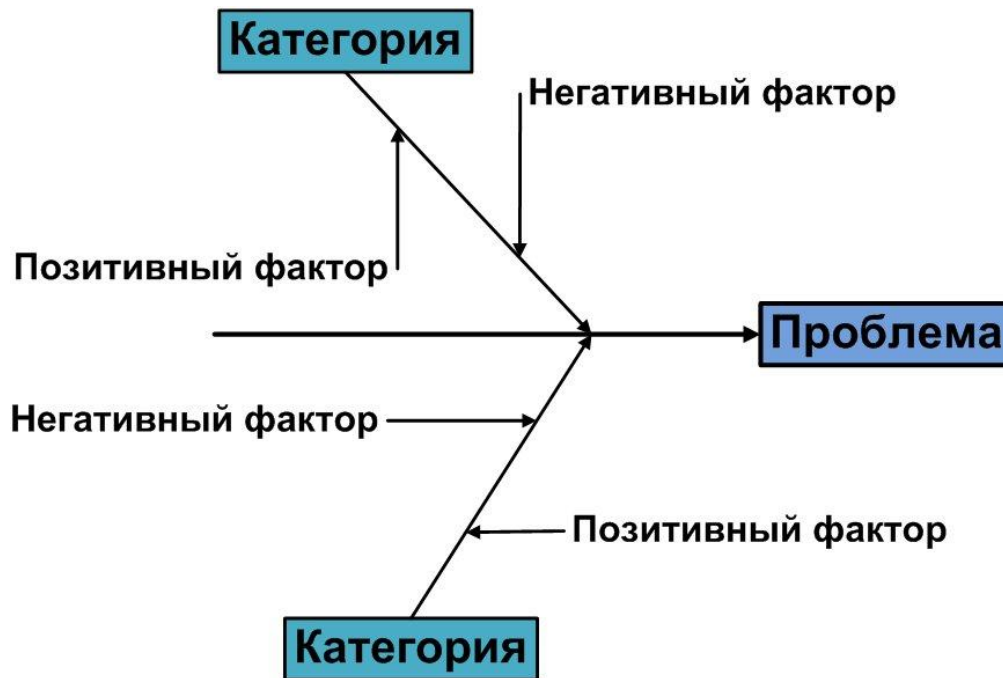 Категория
Негативный фактор
Позитивный фактор
Проблема
Негативный фактор
Позитивный фактор
Категория